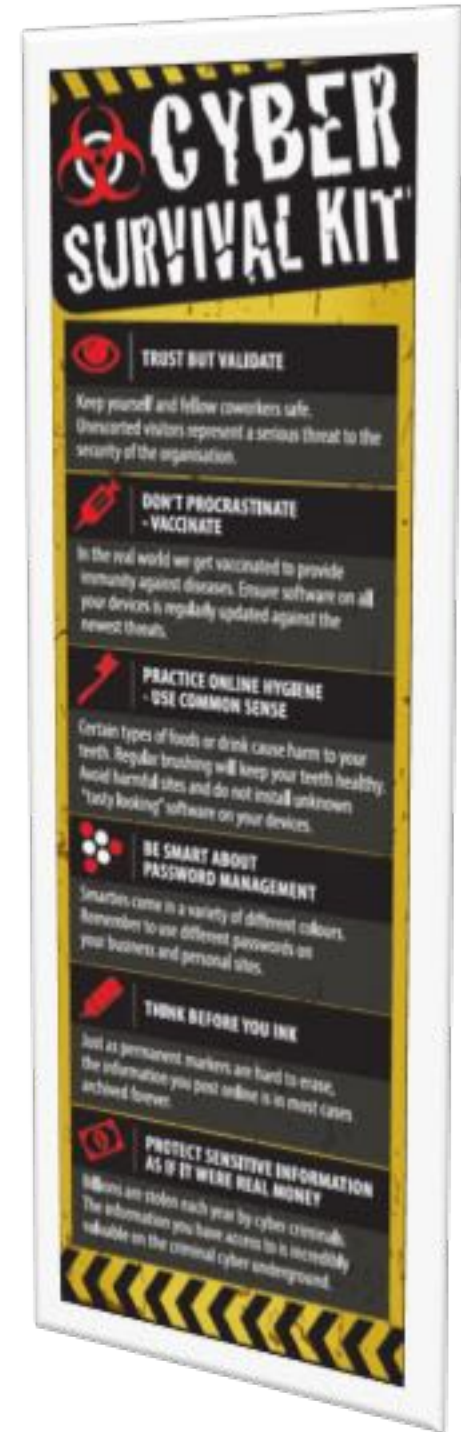 CYBER
SURVIVAL KIT
TRUST BUT VALIDATE
Keep yourself and fellow coworkers safe.
Unescorted visitors represent a serious threat to the
security of the organisation.
DON'T PROCRASTINATE
- VACCINATE
In the real world we get vaccinated to provide
immunity against diseases. Ensure software on all
your devices is regularly updated against the
newest threats.
PRACTICE ONLINE HYGIENE
- USE COMMON SENSE
Certain types of foods or drink cause harm to your
teeth. Regular brushing will keep your teeth healthy.
Avoid harmful sites and do not install unknown
"tasty looking" software on your devices.
BE SMART ABOUT
PASSWORD MANAGEMENT
Smarties come in a variety of different colours.
Remember to use different passwords on
your business and personal sites.
THINK BEFORE YOU INK
Just as permanent markers are hard to erase,
the information you post online is in most cases
archived forever.
PROTECT SENSITIVE INFORMATION
AS IF IT WERE REAL MONEY
Billions are stolen each year by cyber criminals.
The information you have access to is incredibly
valuable on the criminal cyber underground.